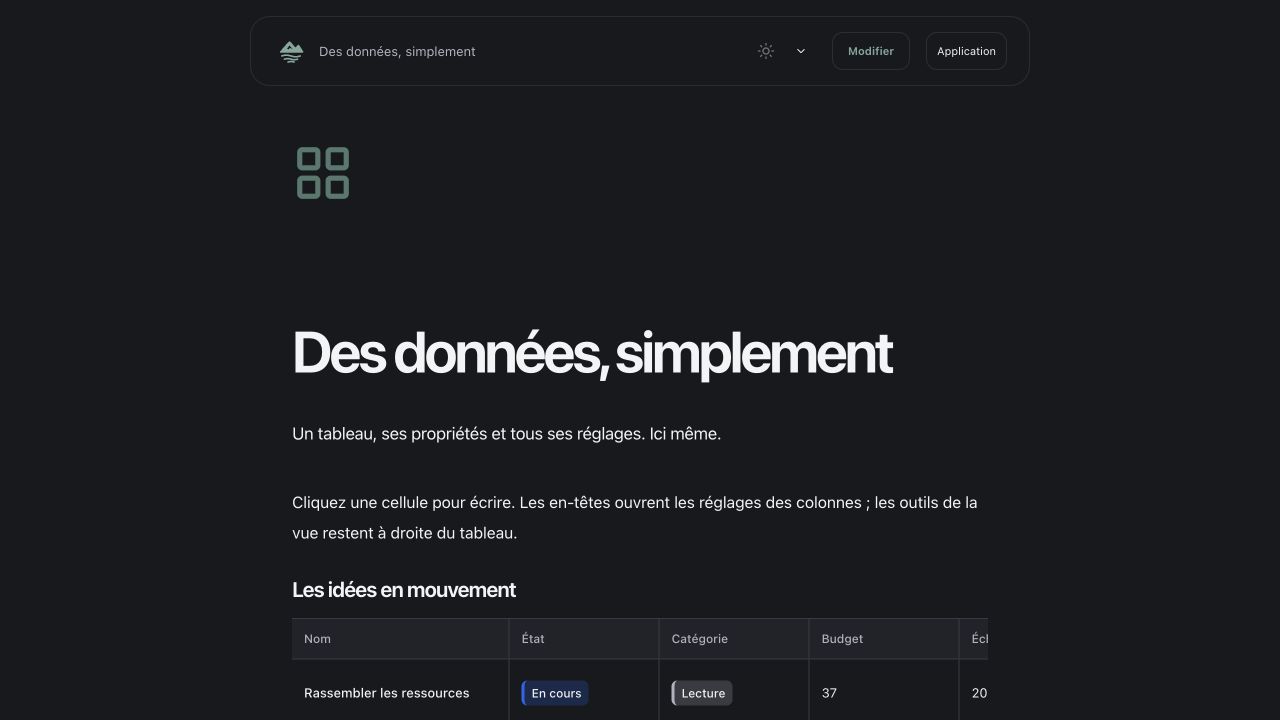 Des données, simplement
Modifier
Application
Des données, simplement
Un tableau, ses propriétés et tous ses réglages. Ici même.
Cliquez une cellule pour écrire. Les en-têtes ouvrent les réglages des colonnes ; les outils de la
vue restent à droite du tableau.
Les idées en mouvement
Nom État Catégorie Budget
Rassembler les ressources En cours Lecture 37 20